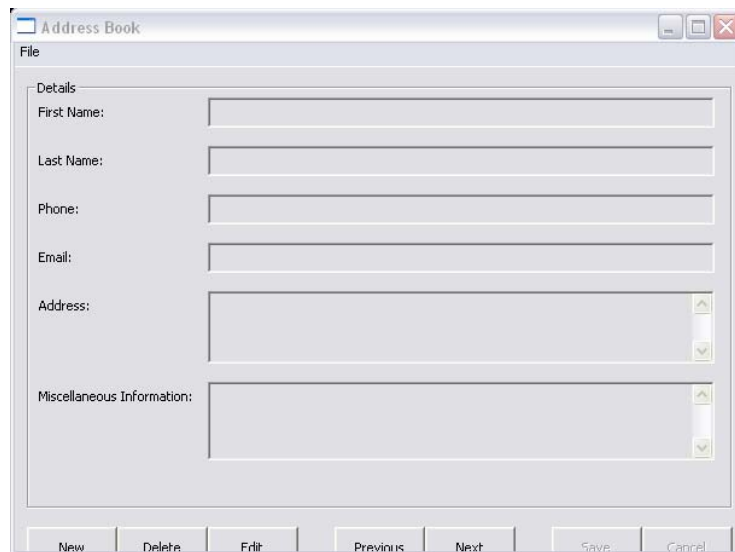 Address Book
File
Details
First Name:
Last Name:
Phone:
Email:
Address:
Miscellaneous Information:
New Delete Edit Previous Next Save Cancel